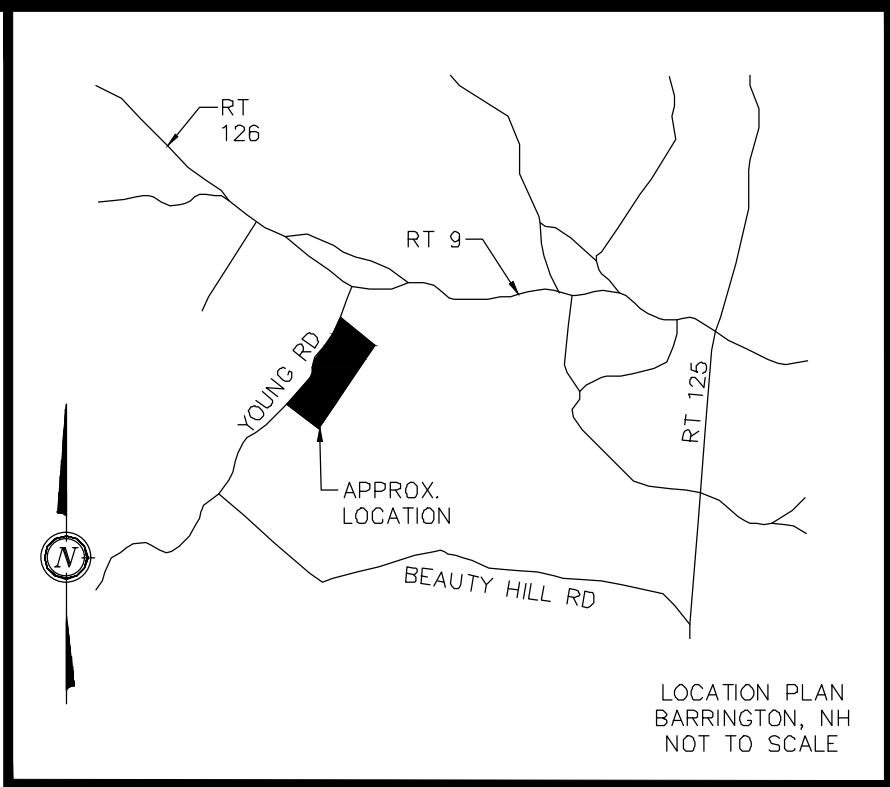 RT
126
RT 9
YOUNG RD
RT 125
APPROX.
LOCATION
N
BEAUTY HILL RD
LOCATION PLAN
BARRINGTON, NH
NOT TO SCALE